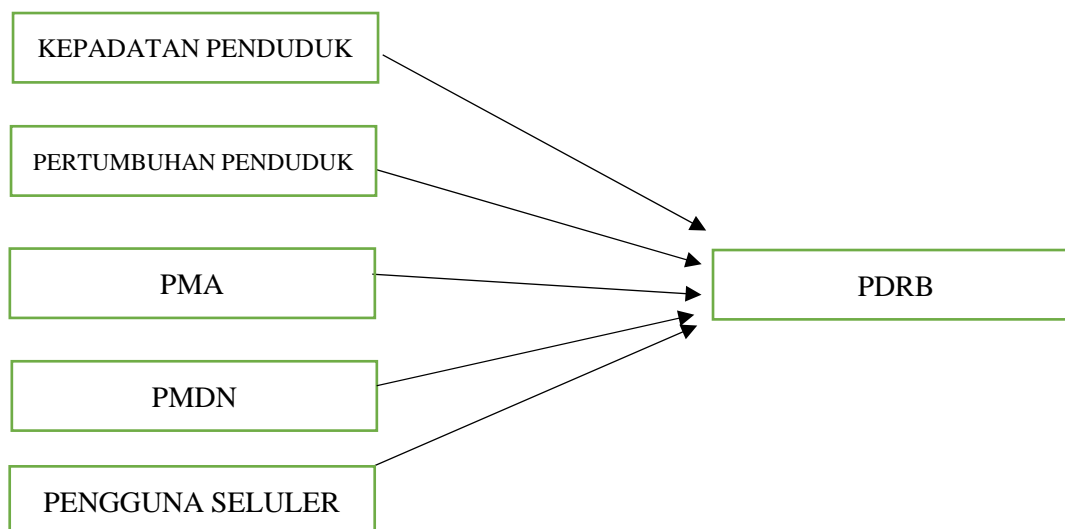 KEPADATAN PENDUDUK
PERTUMBUHAN PENDUDUK
PMA
PDRB
PMDN
PENGGUNA SELULER